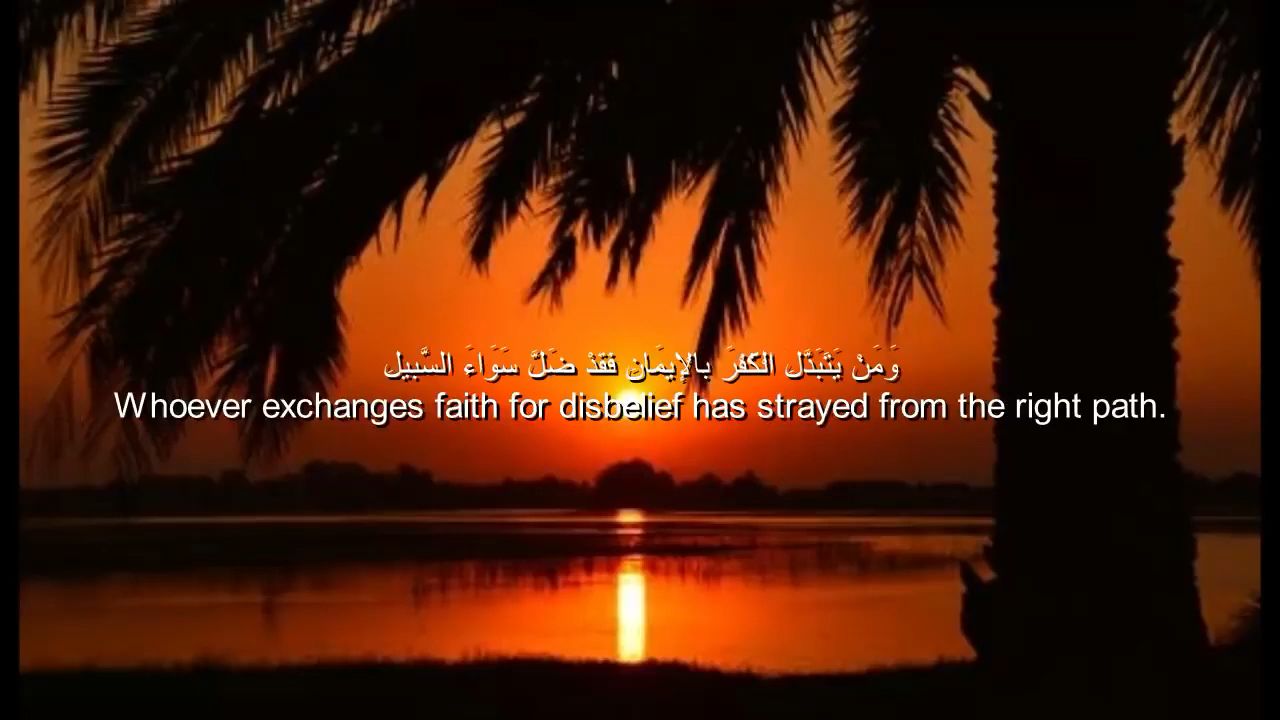 وَمَنْ يَتَبَدَّلِ الْكُفْرَ بِالإِيمَانِ فَقَدْ ضَلَّ سَوَاءَ السَّبِيلِ
Whoever exchanges faith for disbelief has strayed from the right path.